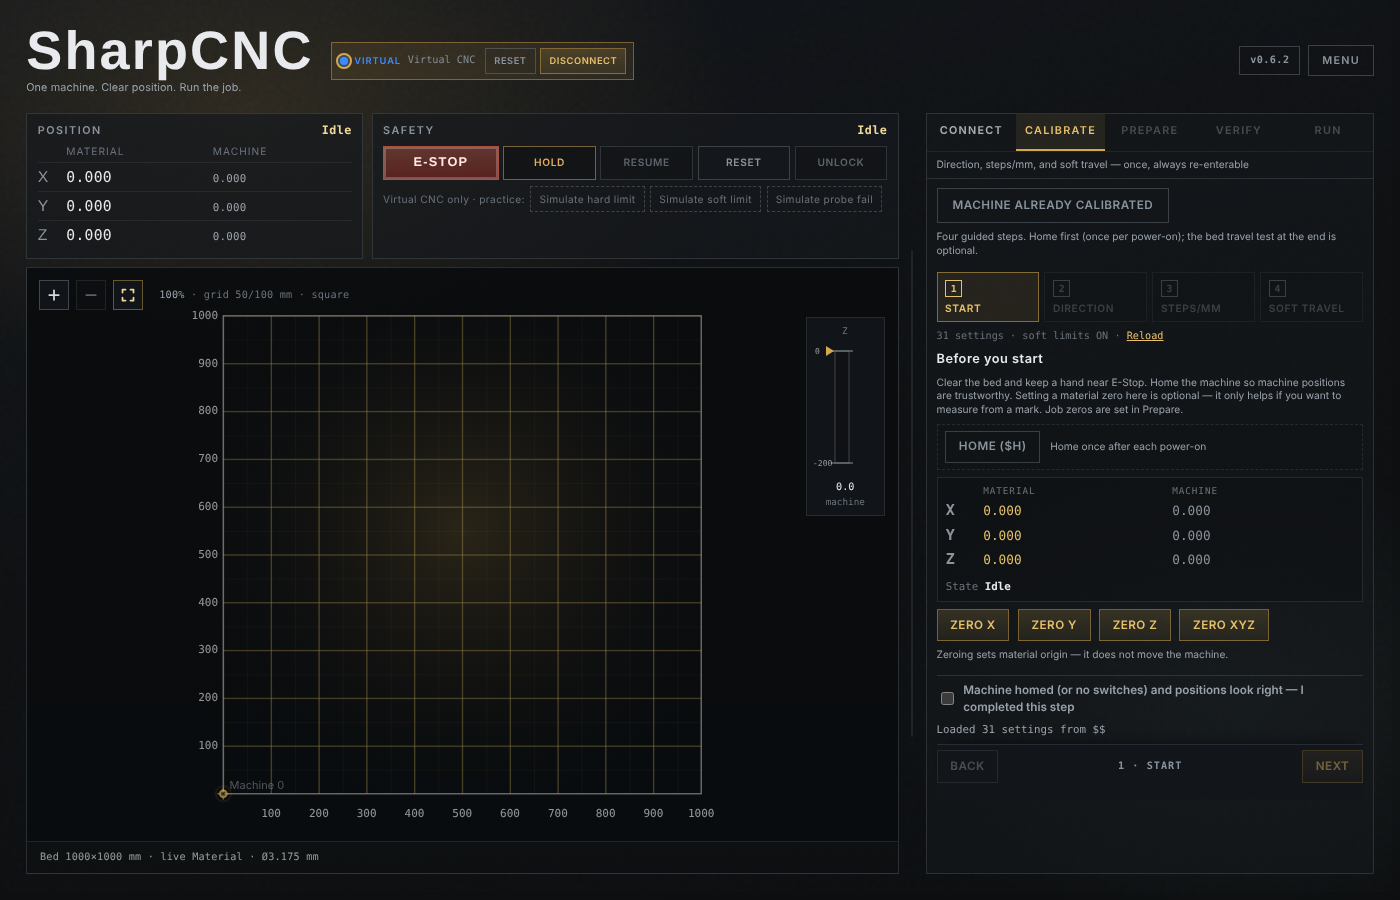 SharpCNC
One machine. Clear position. Run the job.
VIRTUAL Virtual CNC RESET DISCONNECT
v0.6.2 MENU
POSITION Idle
MATERIAL MACHINE
X 0.000 0.000
Y 0.000 0.000
Z 0.000 0.000
SAFETY Idle
E-STOP HOLD RESUME RESET UNLOCK
Virtual CNC only · practice: Simulate hard limit Simulate soft limit Simulate probe fail
+ − 100% · grid 50/100 mm · square
1000
900
800
700
600
500
400
300
200
100
Machine 0
100 200 300 400 500 600 700 800 900 1000
Z
0
-200
0.0
machine
Bed 1000×1000 mm · live Material · Ø3.175 mm
CONNECT CALIBRATE PREPARE VERIFY RUN
Direction, steps/mm, and soft travel — once, always re-enterable
MACHINE ALREADY CALIBRATED
Four guided steps. Home first (once per power-on); the bed travel test at the end is
optional.
1 2 3 4
START DIRECTION STEPS/MM SOFT TRAVEL
31 settings · soft limits ON · Reload
Before you start
Clear the bed and keep a hand near E-Stop. Home the machine so machine positions
are trustworthy. Setting a material zero here is optional — it only helps if you want to
measure from a mark. Job zeros are set in Prepare.
HOME ($H) Home once after each power-on
MATERIAL MACHINE
X 0.000 0.000
Y 0.000 0.000
Z 0.000 0.000
State Idle
ZERO X ZERO Y ZERO Z ZERO XYZ
Zeroing sets material origin — it does not move the machine.
Machine homed (or no switches) and positions look right — I
completed this step
Loaded 31 settings from $$
BACK 1 · START NEXT